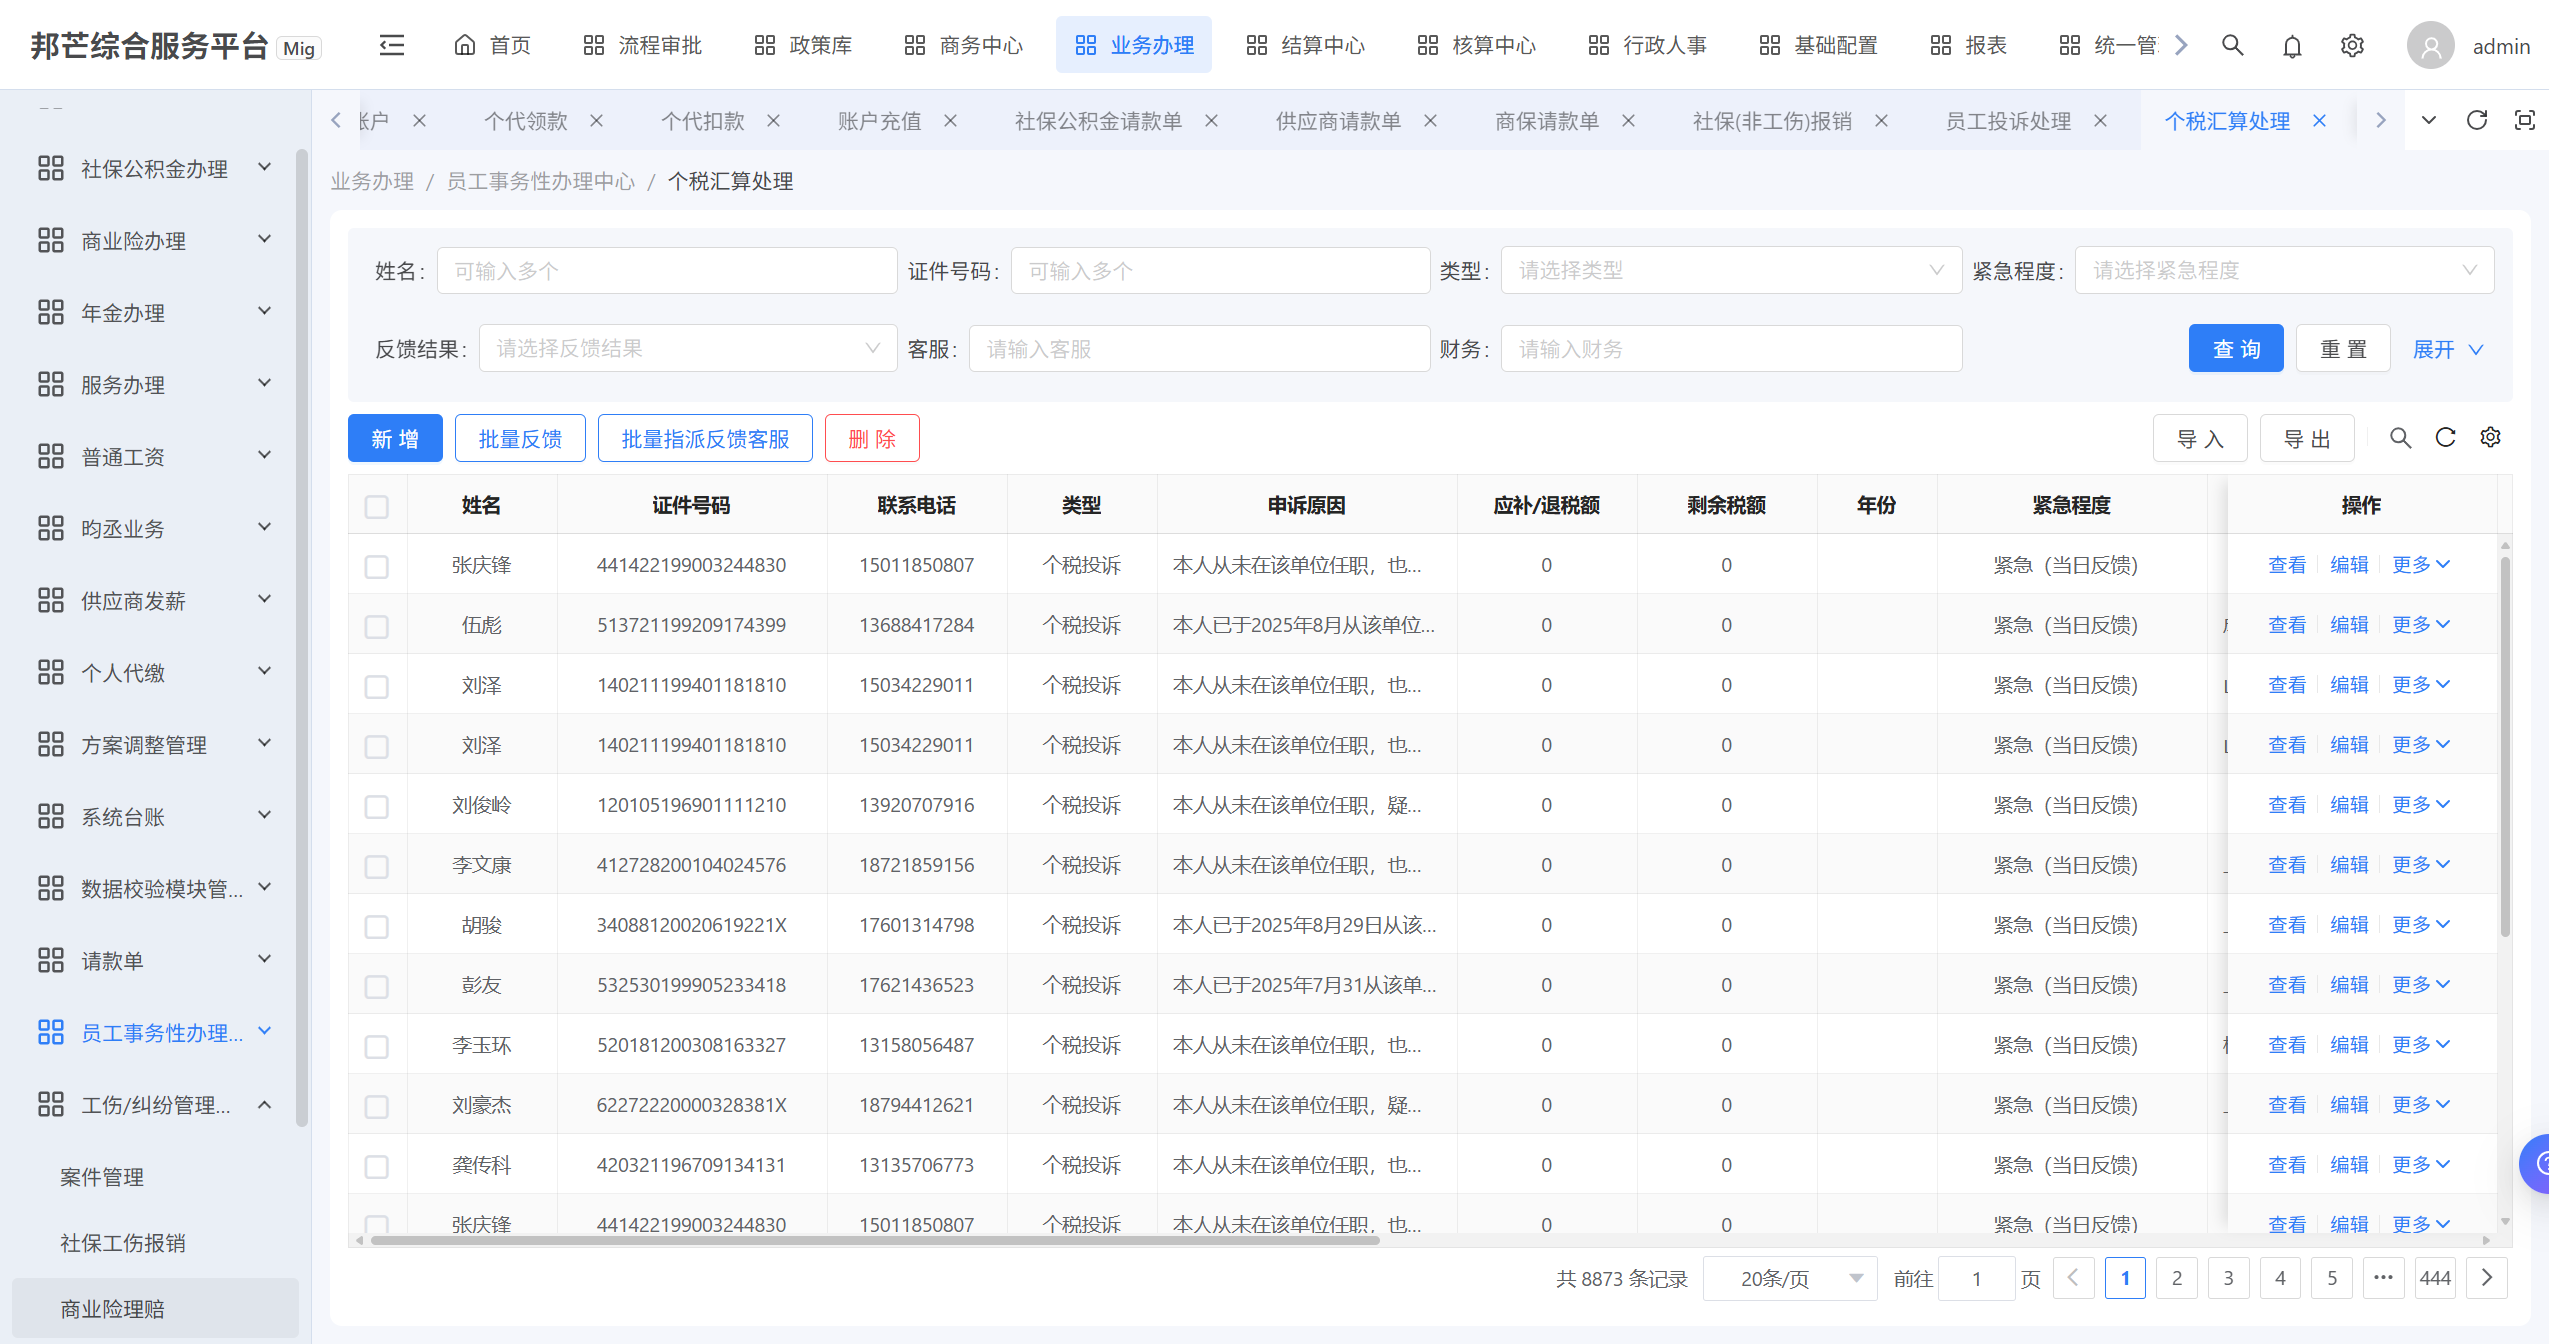 邦芒综合服务平台 Mig 首页 流程审批 政策库 商务中心 业务办理 结算中心 核算中心 行政人事 基础配置 报表 统一管 admin
账户 个代领款 个代扣款 账户充值 社保公积金请款单 供应商请款单 商保请款单 社保(非工伤)报销 员工投诉处理 个税汇算处理
业务办理 / 员工事务性办理中心 / 个税汇算处理
社保公积金办理
商业险办理
年金办理
服务办理
普通工资
昀丞业务
供应商发薪
个人代缴
方案调整管理
系统台账
数据校验模块管...
请款单
员工事务性办理...
工伤/纠纷管理...
案件管理
社保工伤报销
商业险理赔
姓名: 可输入多个 证件号码: 可输入多个 类型: 请选择类型 紧急程度: 请选择紧急程度
反馈结果: 请选择反馈结果 客服: 请输入客服 财务: 请输入财务 查 询 重 置 展开
新 增 批量反馈 批量指派反馈客服 删 除 导 入 导 出
姓名 证件号码 联系电话 类型 申诉原因 应补/退税额 剩余税额 年份 紧急程度 操作
张庆锋 441422199003244830 15011850807 个税投诉 本人从未在该单位任职，也... 0 0 紧急（当日反馈） 查看 编辑 更多
伍彪 513721199209174399 13688417284 个税投诉 本人已于2025年8月从该单位... 0 0 紧急（当日反馈） 查看 编辑 更多
刘泽 140211199401181810 15034229011 个税投诉 本人从未在该单位任职，也... 0 0 紧急（当日反馈） 查看 编辑 更多
刘泽 140211199401181810 15034229011 个税投诉 本人从未在该单位任职，也... 0 0 紧急（当日反馈） 查看 编辑 更多
刘俊岭 120105196901111210 13920707916 个税投诉 本人从未在该单位任职，疑... 0 0 紧急（当日反馈） 查看 编辑 更多
李文康 412728200104024576 18721859156 个税投诉 本人从未在该单位任职，也... 0 0 紧急（当日反馈） 查看 编辑 更多
胡骏 34088120020619221X 17601314798 个税投诉 本人已于2025年8月29日从该... 0 0 紧急（当日反馈） 查看 编辑 更多
彭友 532530199905233418 17621436523 个税投诉 本人已于2025年7月31从该单... 0 0 紧急（当日反馈） 查看 编辑 更多
李玉环 520181200308163327 13158056487 个税投诉 本人从未在该单位任职，也... 0 0 紧急（当日反馈） 查看 编辑 更多
刘豪杰 62272220000328381X 18794412621 个税投诉 本人从未在该单位任职，疑... 0 0 紧急（当日反馈） 查看 编辑 更多
龚传科 420321196709134131 13135706773 个税投诉 本人从未在该单位任职，也... 0 0 紧急（当日反馈） 查看 编辑 更多
张庆锋 441422199003244830 15011850807 个税投诉 本人从未在该单位任职，也... 0 0 紧急（当日反馈） 查看 编辑 更多
共 8873 条记录 20条/页 前往 1 页 1 2 3 4 5 ••• 444